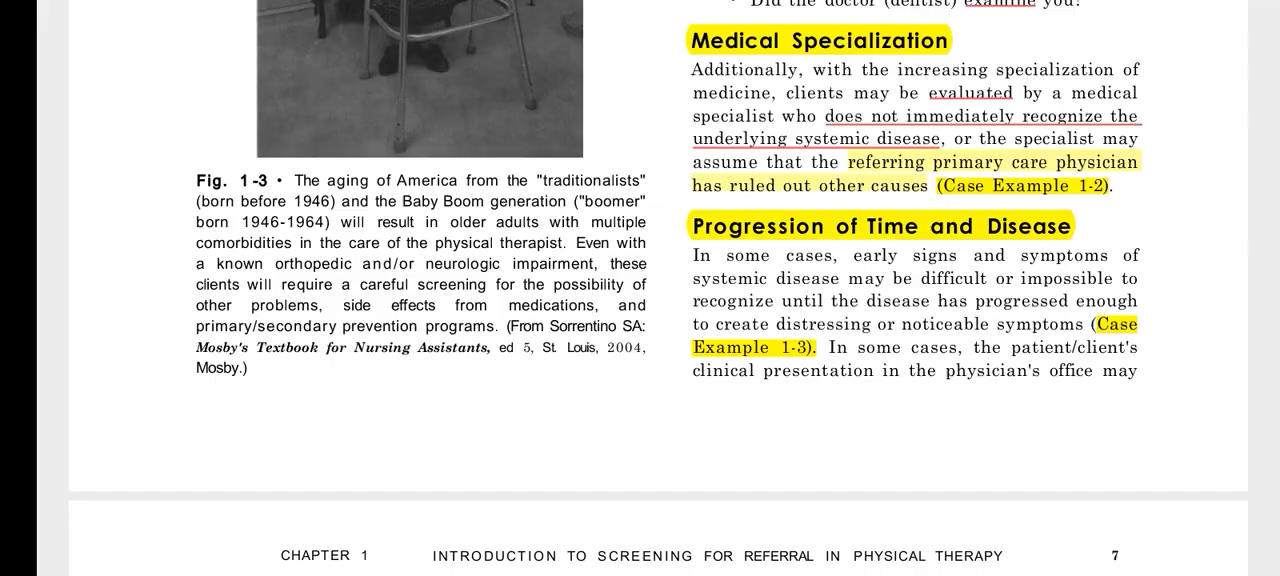 Did the doctor (dentist) examine you?
Medical Specialization
Additionally, with the increasing specialization of
medicine, clients may be evaluated by a medical
specialist who does not immediately recognize the
underlying systemic disease, or the specialist may
assume that the referring primary care physician
has ruled out other causes (Case Example 1-2).
Progression of Time and Disease
In some cases, early signs and symptoms of
systemic disease may be difficult or impossible to
recognize until the disease has progressed enough
to create distressing or noticeable symptoms (Case
Example 1-3). In some cases, the patient/client's
clinical presentation in the physician's office may
Fig. 1-3 • The aging of America from the "traditionalists"
(born before 1946) and the Baby Boom generation ("boomer"
born 1946-1964) will result in older adults with multiple
comorbidities in the care of the physical therapist. Even with
a known orthopedic and/or neurologic impairment, these
clients will require a careful screening for the possibility of
other problems, side effects from medications, and
primary/secondary prevention programs. (From Sorrentino SA:
Mosby's Textbook for Nursing Assistants, ed 5, St. Louis, 2004,
Mosby.)
CHAPTER 1 INTRODUCTION TO SCREENING FOR REFERRAL IN PHYSICAL THERAPY 7